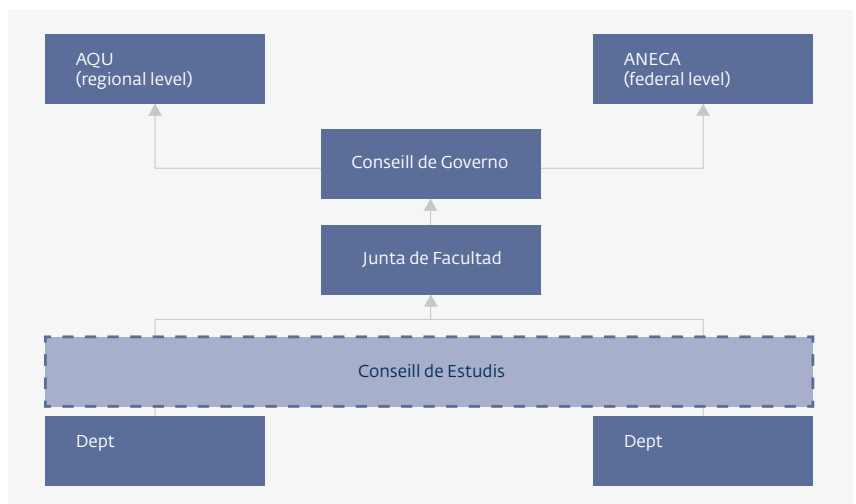 AQU
(regional level)
ANECA
(federal level)
Conseill de Governo
Junta de Facultad
Conseill de Estudis
Dept
Dept